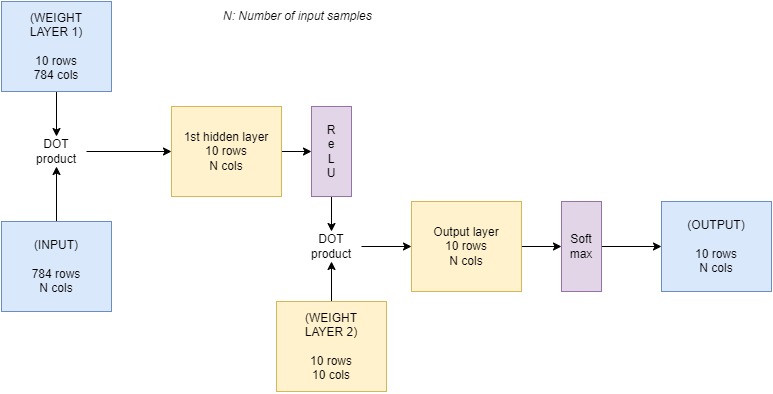 (WEIGHT
LAYER 1)
10 rows
784 cols
N: Number of input samples
DOT
product
1st hidden layer
10 rows
N cols
R
e
L
U
(INPUT)
784 rows
N cols
DOT
product
Output layer
10 rows
N cols
Soft
max
(OUTPUT)
10 rows
N cols
(WEIGHT
LAYER 2)
10 rows
10 cols